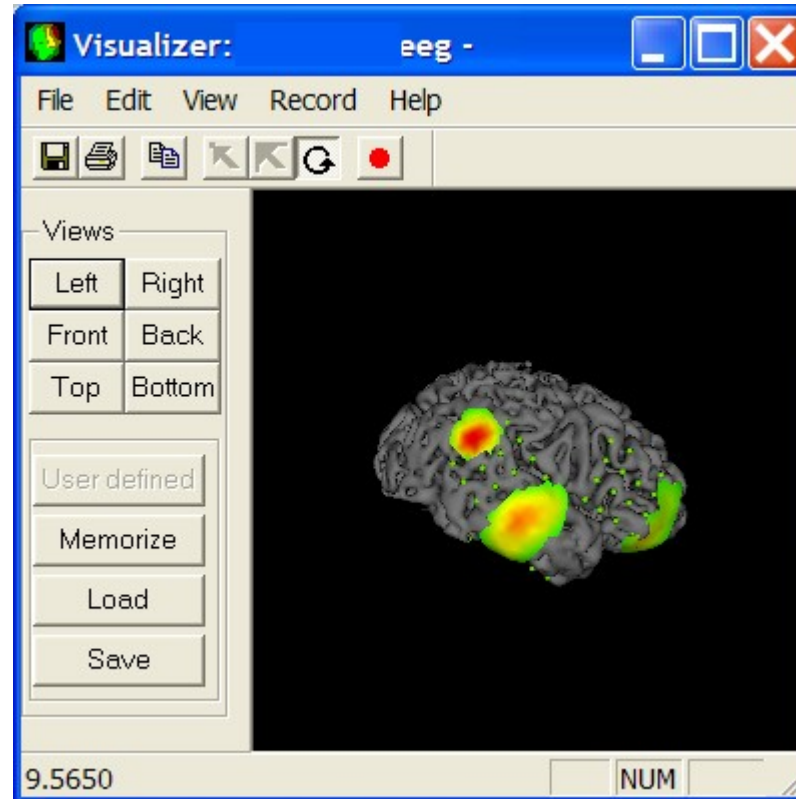 Visualizer: eeg -
File Edit View Record Help
Views
Left Right
Front Back
Top Bottom
User defined
Memorize
Load
Save
9.5650 NUM